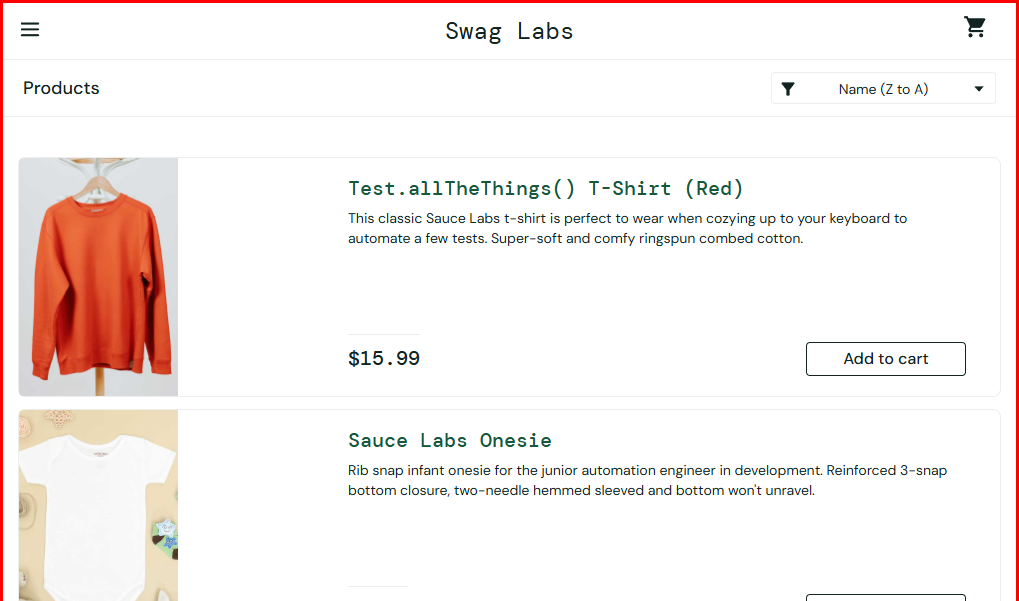 Swag Labs
Products
Name (Z to A)
Test.allTheThings() T-Shirt (Red)
This classic Sauce Labs t-shirt is perfect to wear when cozying up to your keyboard to
automate a few tests. Super-soft and comfy ringspun combed cotton.
$15.99
Add to cart
Sauce Labs Onesie
Rib snap infant onesie for the junior automation engineer in development. Reinforced 3-snap
bottom closure, two-needle hemmed sleeved and bottom won't unravel.